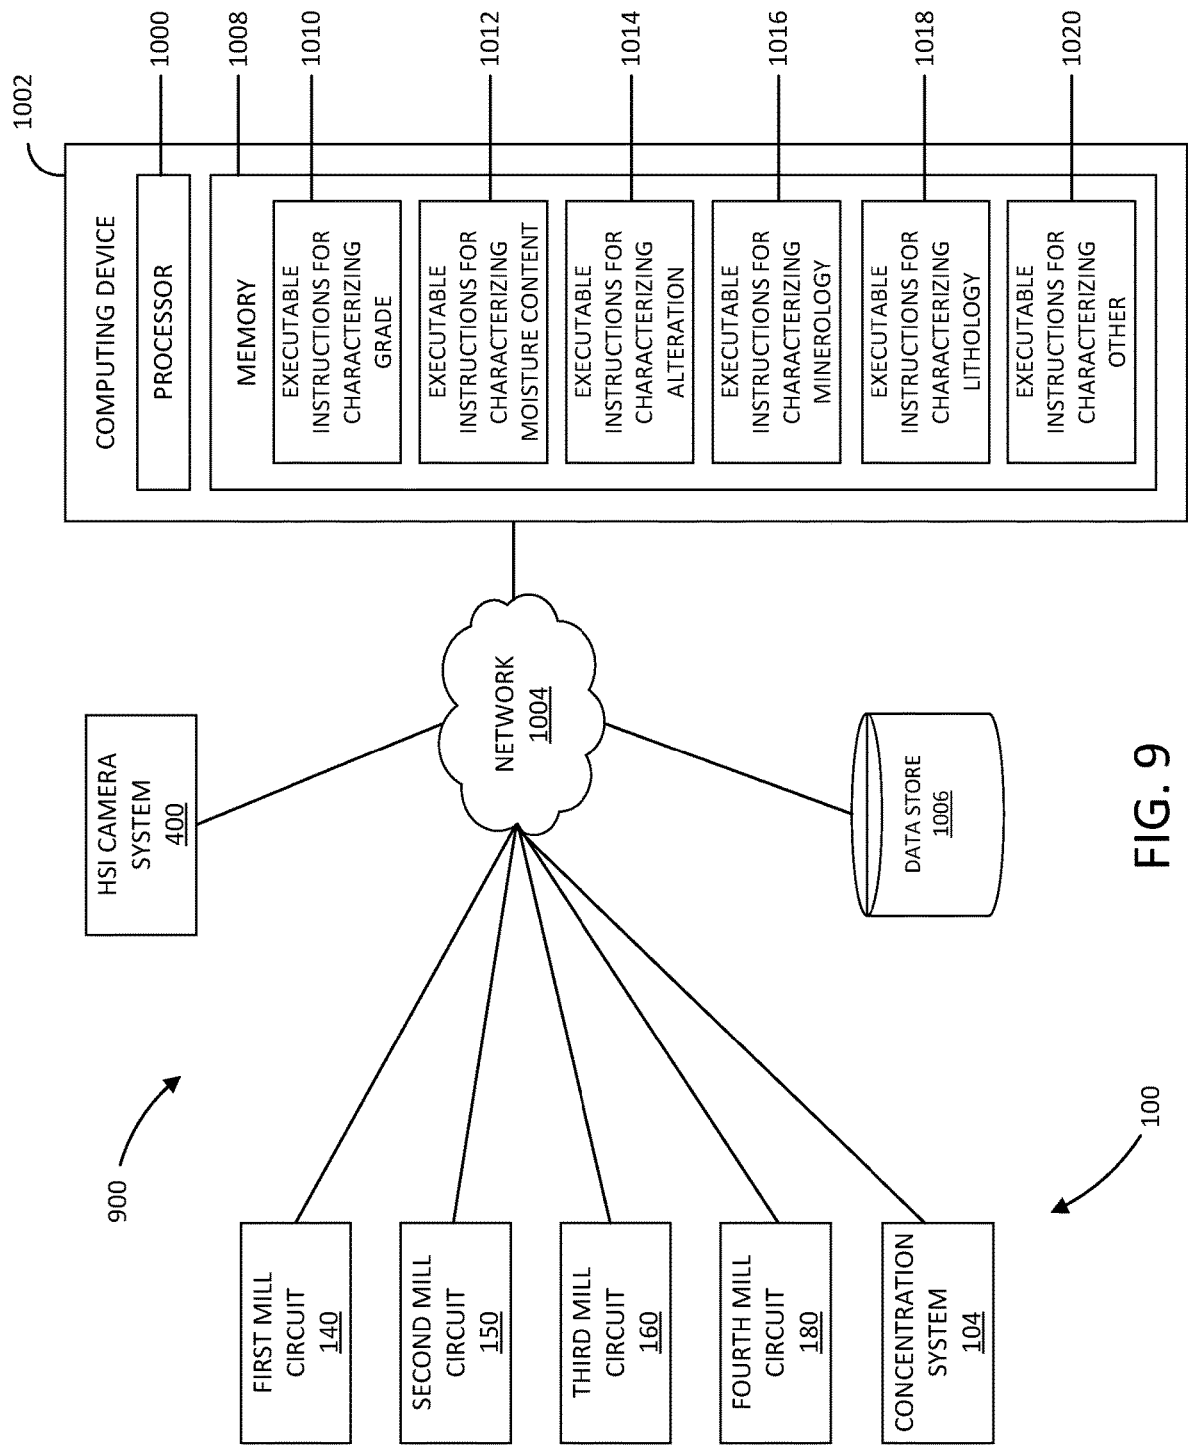 1002
COMPUTING DEVICE
PROCESSOR
1000
MEMORY
1008
EXECUTABLE
INSTRUCTIONS FOR
CHARACTERIZING
GRADE
1010
EXECUTABLE
INSTRUCTIONS FOR
CHARACTERIZING
MOISTURE CONTENT
1012
EXECUTABLE
INSTRUCTIONS FOR
CHARACTERIZING
ALTERATION
1014
EXECUTABLE
INSTRUCTIONS FOR
CHARACTERIZING
MINEROLOGY
1016
EXECUTABLE
INSTRUCTIONS FOR
CHARACTERIZING
LITHOLOGY
1018
EXECUTABLE
INSTRUCTIONS FOR
CHARACTERIZING
OTHER
1020
HSI CAMERA
SYSTEM
400
NETWORK
1004
DATA STORE
1006
900
FIRST MILL
CIRCUIT
140
SECOND MILL
CIRCUIT
150
THIRD MILL
CIRCUIT
160
FOURTH MILL
CIRCUIT
180
CONCENTRATION
SYSTEM
104
100
FIG. 9